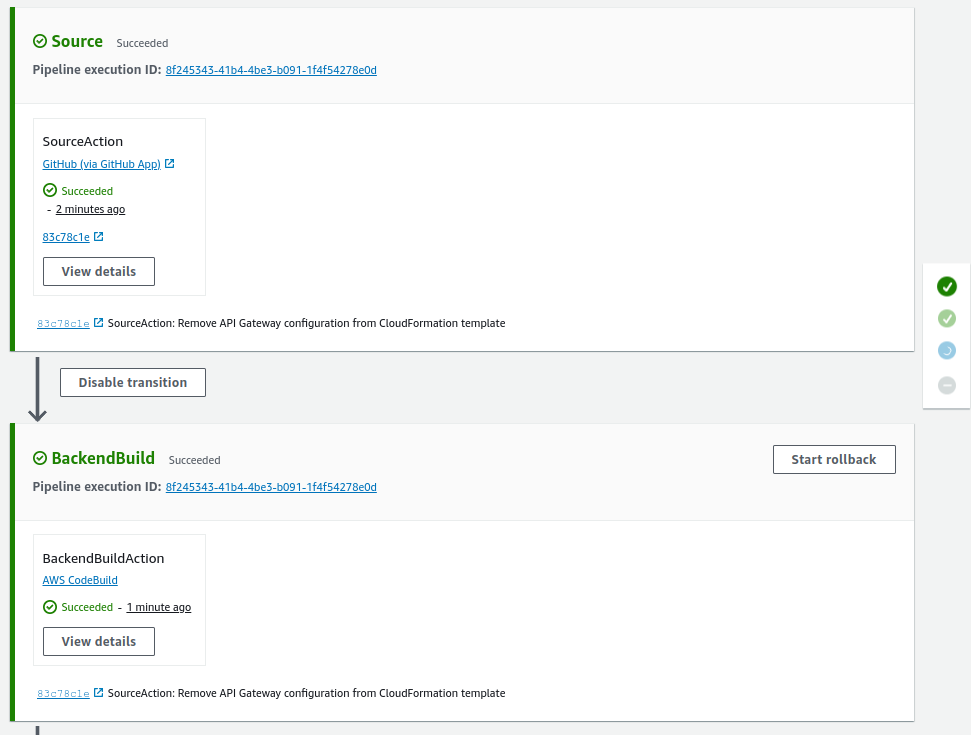 Source Succeeded
Pipeline execution ID: 8f245343-41b4-4be3-b091-1f4f54278e0d
SourceAction
GitHub (via GitHub App)
Succeeded
- 2 minutes ago
83c78c1e
View details
83c78c1e SourceAction: Remove API Gateway configuration from CloudFormation template
Disable transition
BackendBuild Succeeded
Start rollback
Pipeline execution ID: 8f245343-41b4-4be3-b091-1f4f54278e0d
BackendBuildAction
AWS CodeBuild
Succeeded - 1 minute ago
View details
83c78c1e SourceAction: Remove API Gateway configuration from CloudFormation template